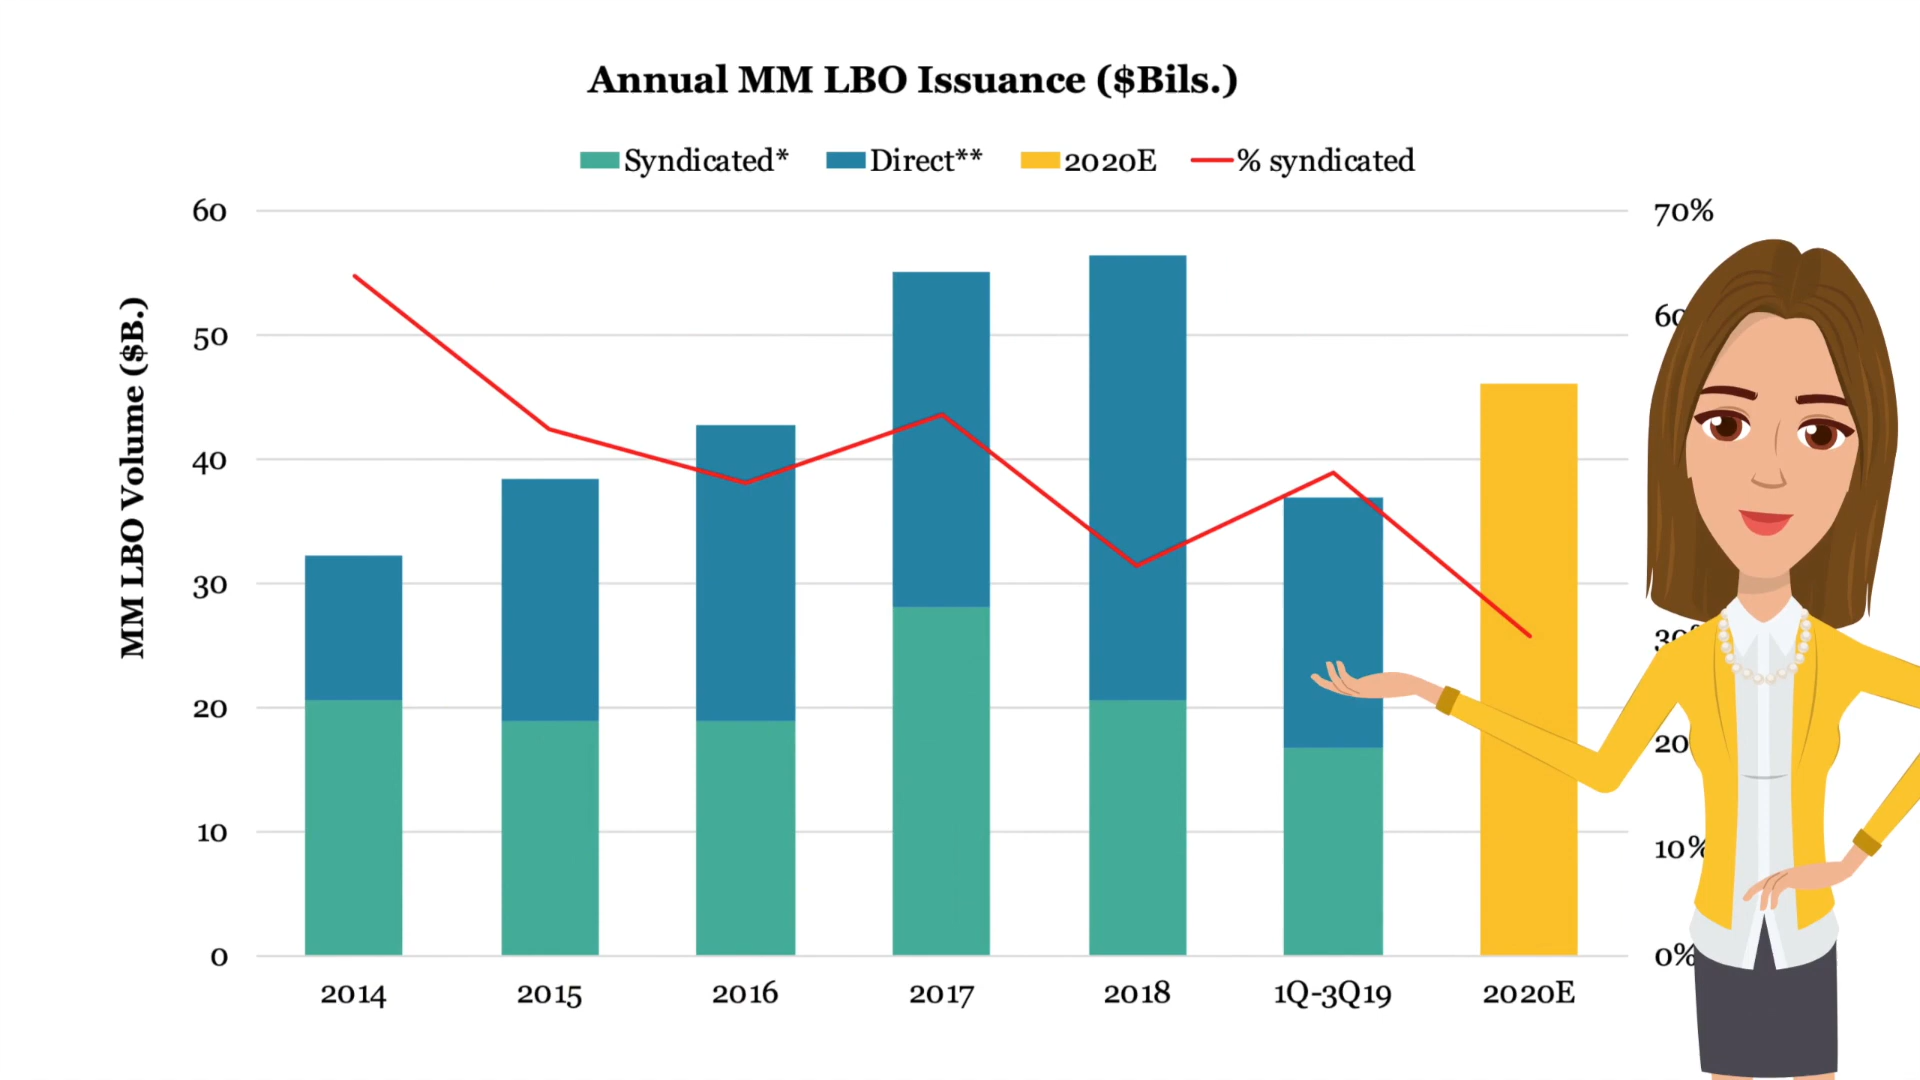 Annual MM LBO Issuance ($Bils.)
Syndicated* Direct** 2020E % syndicated
MM LBO Volume ($B.)
60
50
40
30
20
10
0
70%
10%
0%
2014 2015 2016 2017 2018 1Q-3Q19 2020E